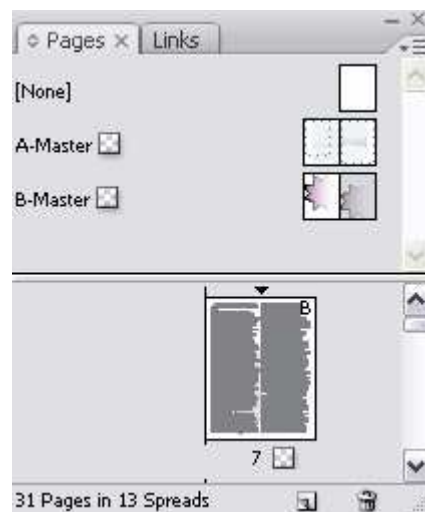 Pages Links
[None]
A-Master
B-Master
B
7
31 Pages in 13 Spreads